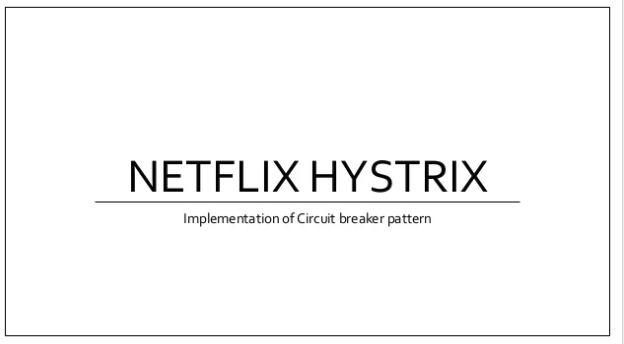 NETFLIX HYSTRIX
Implementation of Circuit breaker pattern